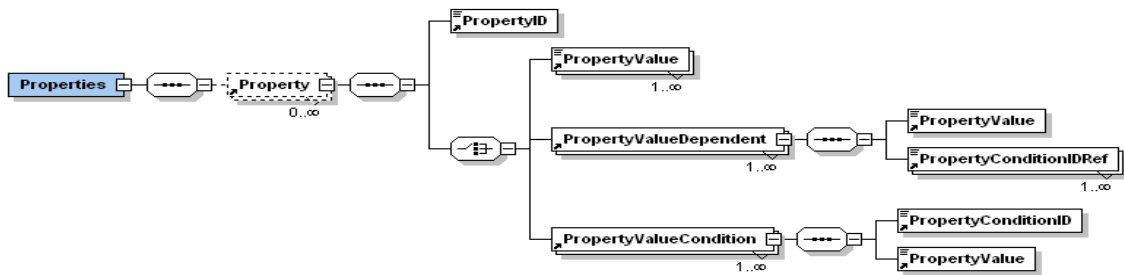 PropertyID
PropertyValue
1..∞
Properties
Property
0..∞
PropertyValueDependent
1..∞
PropertyValue
PropertyConditionIDRef
1..∞
PropertyValueCondition
1..∞
PropertyConditionID
PropertyValue